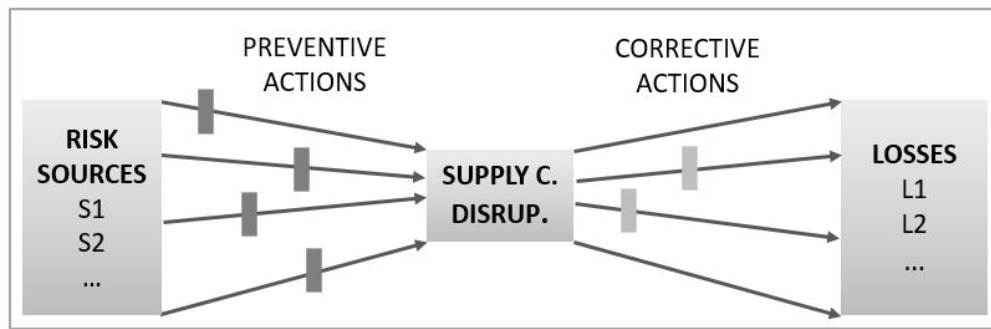 PREVENTIVE
ACTIONS
CORRECTIVE
ACTIONS
RISK
SOURCES
S1
S2
...
SUPPLY C.
DISRUP.
LOSSES
L1
L2
...